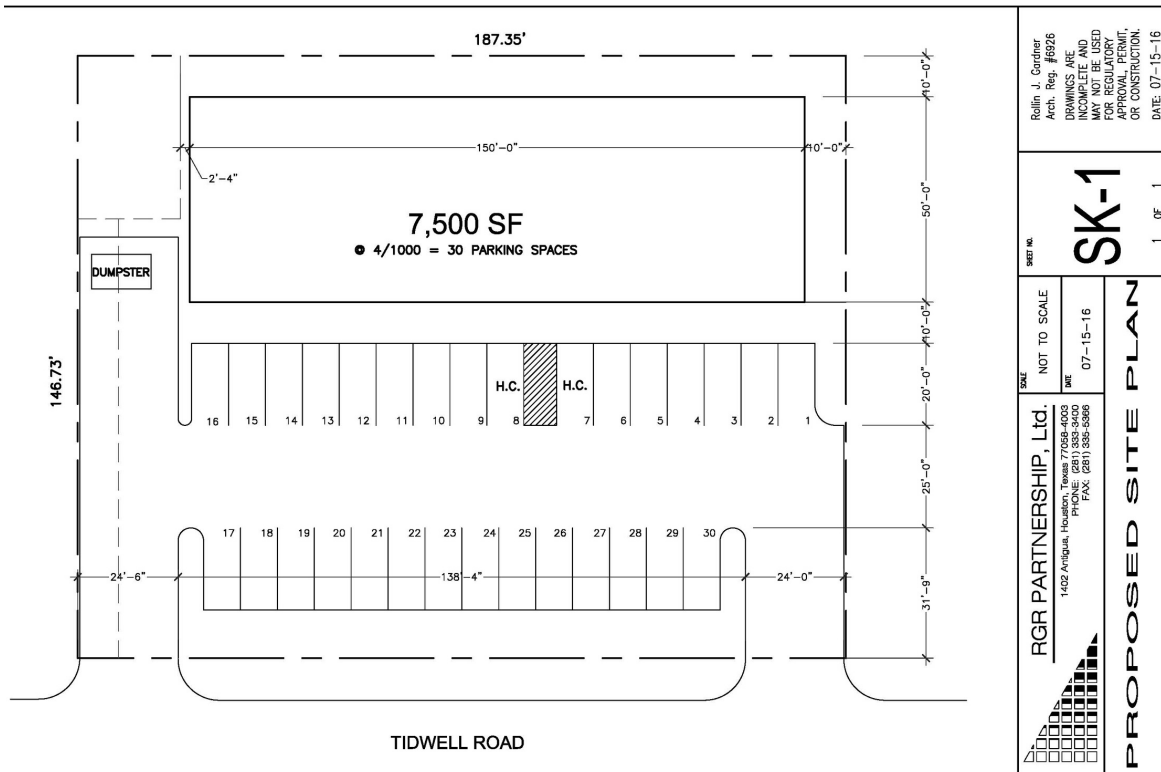 187.35'
10'-0"
150'-0"
10'-0"
2'-4"
50'-0"
7,500 SF
@ 4/1000 = 30 PARKING SPACES
DUMPSTER
10'-0"
146.73'
H.C.
H.C.
20'-0"
16 15 14 13 12 11 10 9 8 7 6 5 4 3 2 1
25'-0"
17 18 19 20 21 22 23 24 25 26 27 28 29 30
24'-6"
138'-4"
24'-0"
31'-9"
TIDWELL ROAD
Rollin J. Gardner
Arch. Reg. #6926
DRAWINGS ARE
INCOMPLETE AND
MAY NOT BE USED
FOR REGULATORY
APPROVAL, PERMIT,
OR CONSTRUCTION.
DATE: 07-15-16
SHEET NO.
SK-1
1 OF 1
SCALE
NOT TO SCALE
DATE
07-15-16
RGR PARTNERSHIP, Ltd.
1402 Antigua, Houston, Texas 77058-4003
PHONE: (281) 333-3400
FAX: (281) 335-5366
PROPOSED SITE PLAN